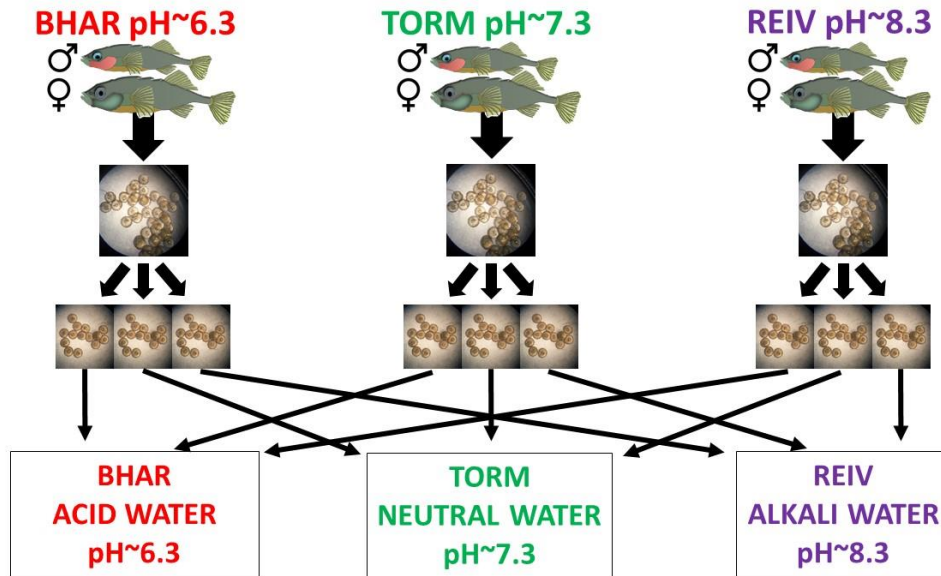 BHAR pH~6.3
TORM pH~7.3
REIV pH~8.3
♂
♀
♂
♀
♂
♀
BHAR
ACID WATER
pH~6.3
TORM
NEUTRAL WATER
pH~7.3
REIV
ALKALI WATER
pH~8.3